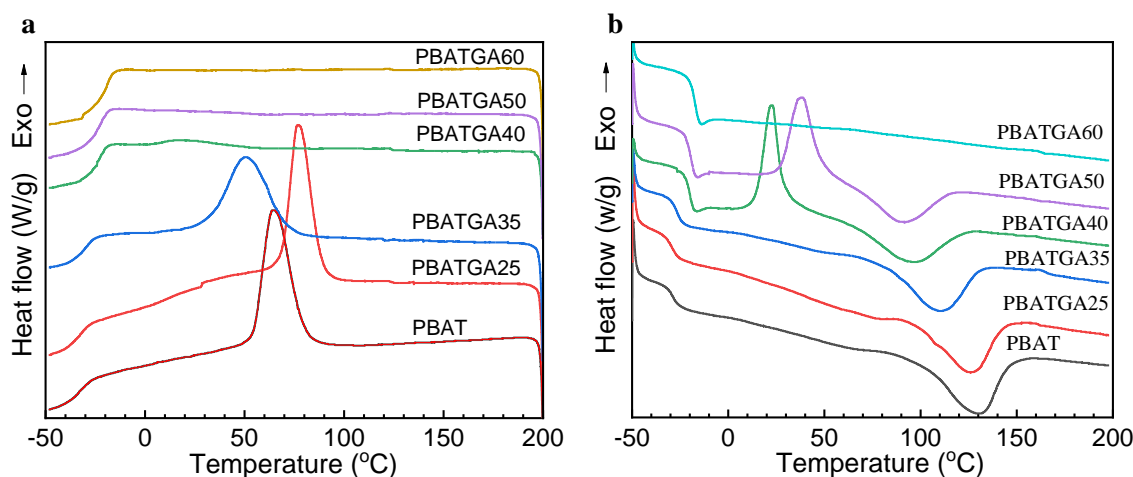 a
Heat flow (W/g) Exo →
PBATGA60
PBATGA50
PBATGA40
PBATGA35
PBATGA25
PBAT
-50 0 50 100 150 200
Temperature (°C)
b
Heat flow (w/g) Exo →
PBATGA60
PBATGA50
PBATGA40
PBATGA35
PBATGA25
PBAT
-50 0 50 100 150 200
Temperature (°C)